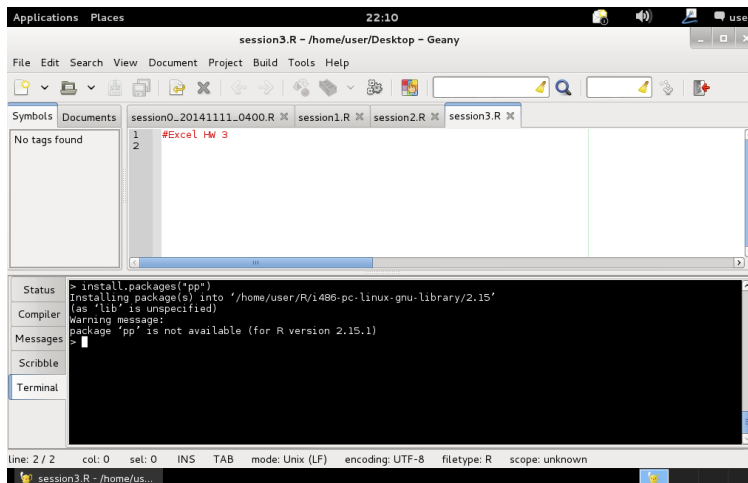 Applications Places 22:10 use
session3.R - /home/user/Desktop - Geany
File Edit Search View Document Project Build Tools Help
Symbols Documents session0_20141111_0400.R session1.R session2.R session3.R
No tags found
1 #Excel HW 3
2
Status
Compiler
Messages
Scribble
Terminal
> install.packages("pp")
Installing package(s) into ‘/home/user/R/i486-pc-linux-gnu-library/2.15’
(as ‘lib’ is unspecified)
Warning message:
package ‘pp’ is not available (for R version 2.15.1)
>
line: 2 / 2 col: 0 sel: 0 INS TAB mode: Unix (LF) encoding: UTF-8 filetype: R scope: unknown
session3.R - /home/us...